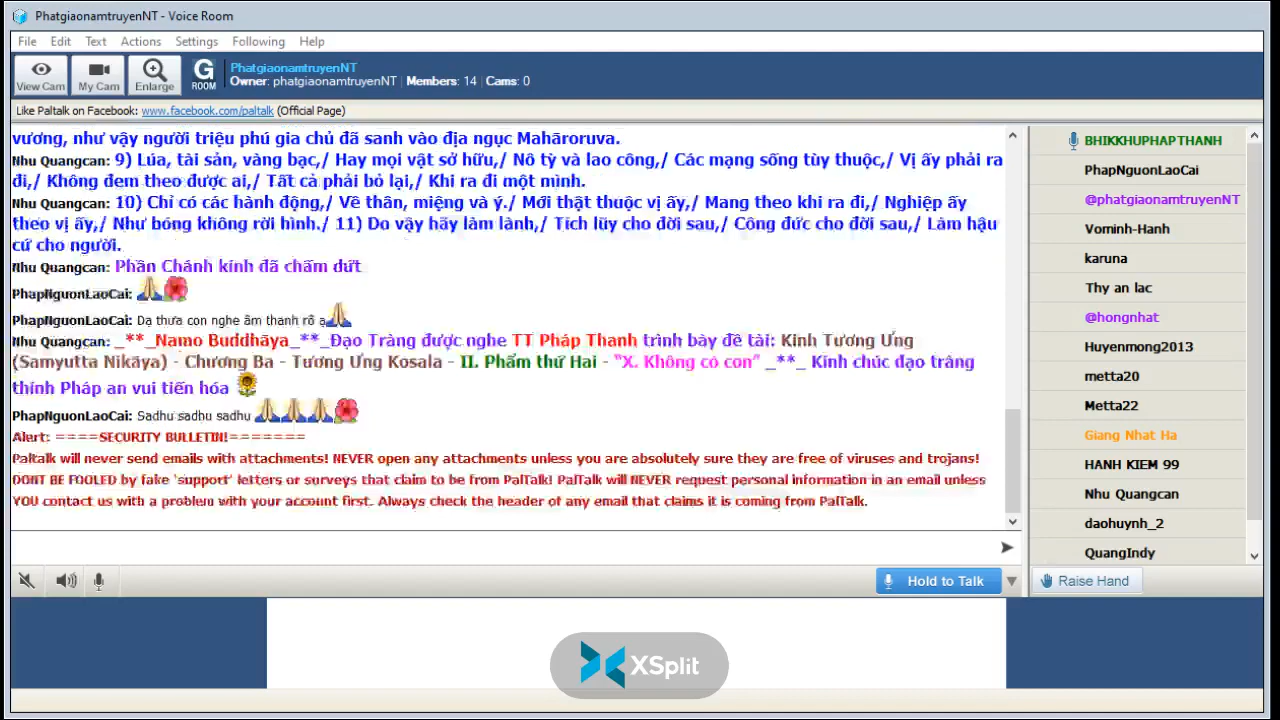 PhatgiaonamtruyenNT - Voice Room
File Edit Text Actions Settings Following Help
View Cam My Cam Enlarge G ROOM
PhatgiaonamtruyenNT
Owner: phatgiaonamtruyenNT Members: 14 Cams: 0
Like Paltalk on Facebook: www.facebook.com/paltalk (Official Page)
vương, như vậy người triệu phú gia chủ đã sanh vào địa ngục Mahāroruva.
Nhu Quangcan: 9) Lúa, tài sản, vàng bạc,/ Hay mọi vật sở hữu,/ Nô tỳ và lao công,/ Các mạng sống tùy thuộc,/ Vị ấy phải ra
đi,/ Không đem theo được ai,/ Tất cả phải bỏ lại,/ Khi ra đi một mình.
Nhu Quangcan: 10) Chỉ có các hành động,/ Về thân, miệng và ý./ Mới thật thuộc vị ấy,/ Mang theo khi ra đi,/ Nghiệp ấy
theo vị ấy,/ Như bóng không rời hình./ 11) Do vậy hãy làm lành,/ Tích lũy cho đời sau,/ Công đức cho đời sau,/ Làm hậu
cứ cho người.
Nhu Quangcan: Phần Chánh kinh đã chấm dứt
PhapNguonLaoCai:
PhapNguonLaoCai: Dạ thưa con nghe âm thanh rõ ạ
Nhu Quangcan: _**_Namo Buddhāya_**_Đạo Tràng được nghe TT Pháp Thanh trình bày đề tài: Kinh Tương Ưng
(Samyutta Nikāya) - Chương Ba - Tương Ưng Kosala - II. Phẩm thứ Hai - “X. Không có con” _**_ Kính chúc đạo tràng
thính Pháp an vui tiến hóa
PhapNguonLaoCai: Sadhu sadhu sadhu
Alert: ====SECURITY BULLETIN!=======
Paltalk will never send emails with attachments! NEVER open any attachments unless you are absolutely sure they are free of viruses and trojans!
DONT BE FOOLED by fake 'support' letters or surveys that claim to be from PalTalk! PalTalk will NEVER request personal information in an email unless
YOU contact us with a problem with your account first. Always check the header of any email that claims it is coming from PalTalk.
Hold to Talk
BHIKKHUPHAPTHANH
PhapNguonLaoCai
@phatgiaonamtruyenNT
Vominh-Hanh
karuna
Thy an lac
@hongnhat
Huyenmong2013
metta20
Metta22
Giang Nhat Ha
HANH KIEM 99
Nhu Quangcan
daohuynh_2
QuangIndy
Raise Hand
XSplit